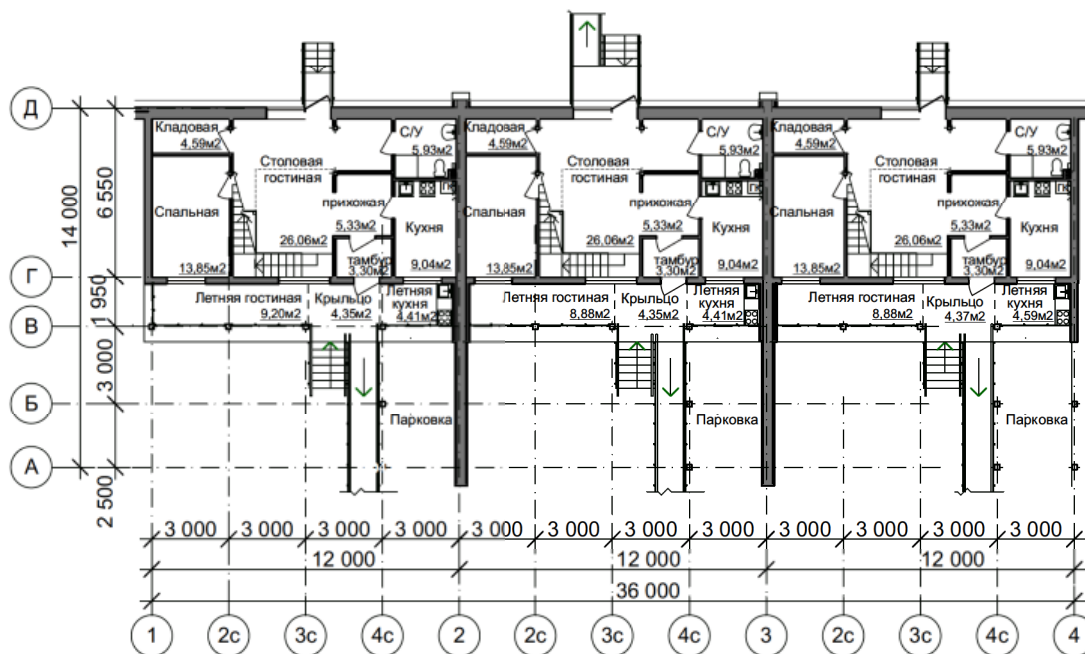 Д
Г
В
Б
А
14 000
6 550
1 950
3 000
2 500
Кладовая
4,59м2
С/У
5,93м2
Столовая
гостиная
прихожая
Спальная
5,33м2
Кухня
26,06м2
тамбур
13,85м2
3,30м2
9,04м2
Летняя гостиная
9,20м2
Крыльцо
4,35м2
Летняя
кухня
4,41м2
Парковка
Кладовая
4,59м2
С/У
5,93м2
Столовая
гостиная
прихожая
Спальная
5,33м2
Кухня
26,06м2
тамбур
13,85м2
3,30м2
9,04м2
Летняя гостиная
8,88м2
Крыльцо
4,35м2
Летняя
кухня
4,41м2
Парковка
Кладовая
4,59м2
С/У
5,93м2
Столовая
гостиная
прихожая
Спальная
5,33м2
Кухня
26,06м2
тамбур
13,85м2
3,30м2
9,04м2
Летняя гостиная
8,88м2
Крыльцо
4,37м2
Летняя
кухня
4,59м2
Парковка
3 000 3 000 3 000 3 000 3 000 3 000 3 000 3 000 3 000 3 000 3 000 3 000
12 000 12 000 12 000
36 000
1 2с 3с 4с 2 2с 3с 4с 3 2с 3с 4с 4